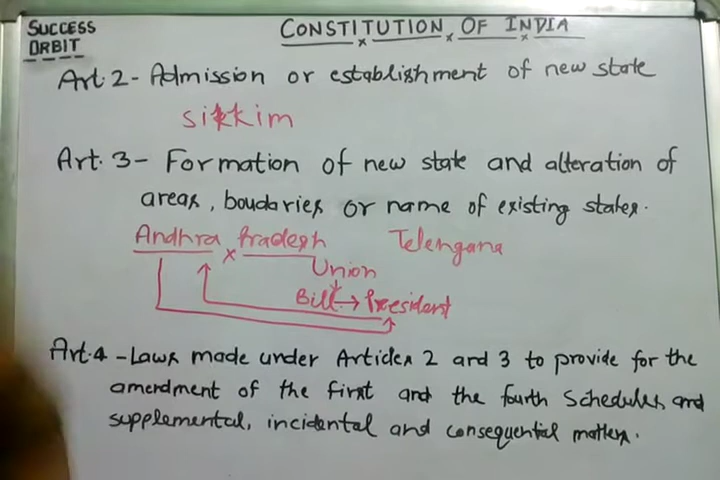 SUCCESS
ORBIT
CONSTITUTION OF INDIA
Art. 2 - Admission or establishment of new state
Sikkim
Art. 3 - Formation of new state and alteration of
areas, boudaries or name of existing states.
Andhra Pradesh Telengana
Union
Bill → President
Art. 4 - Laws made under Articles 2 and 3 to provide for the
amerdment of the first and the fourth Schedules and
supplemental, incidental and consequential matters.